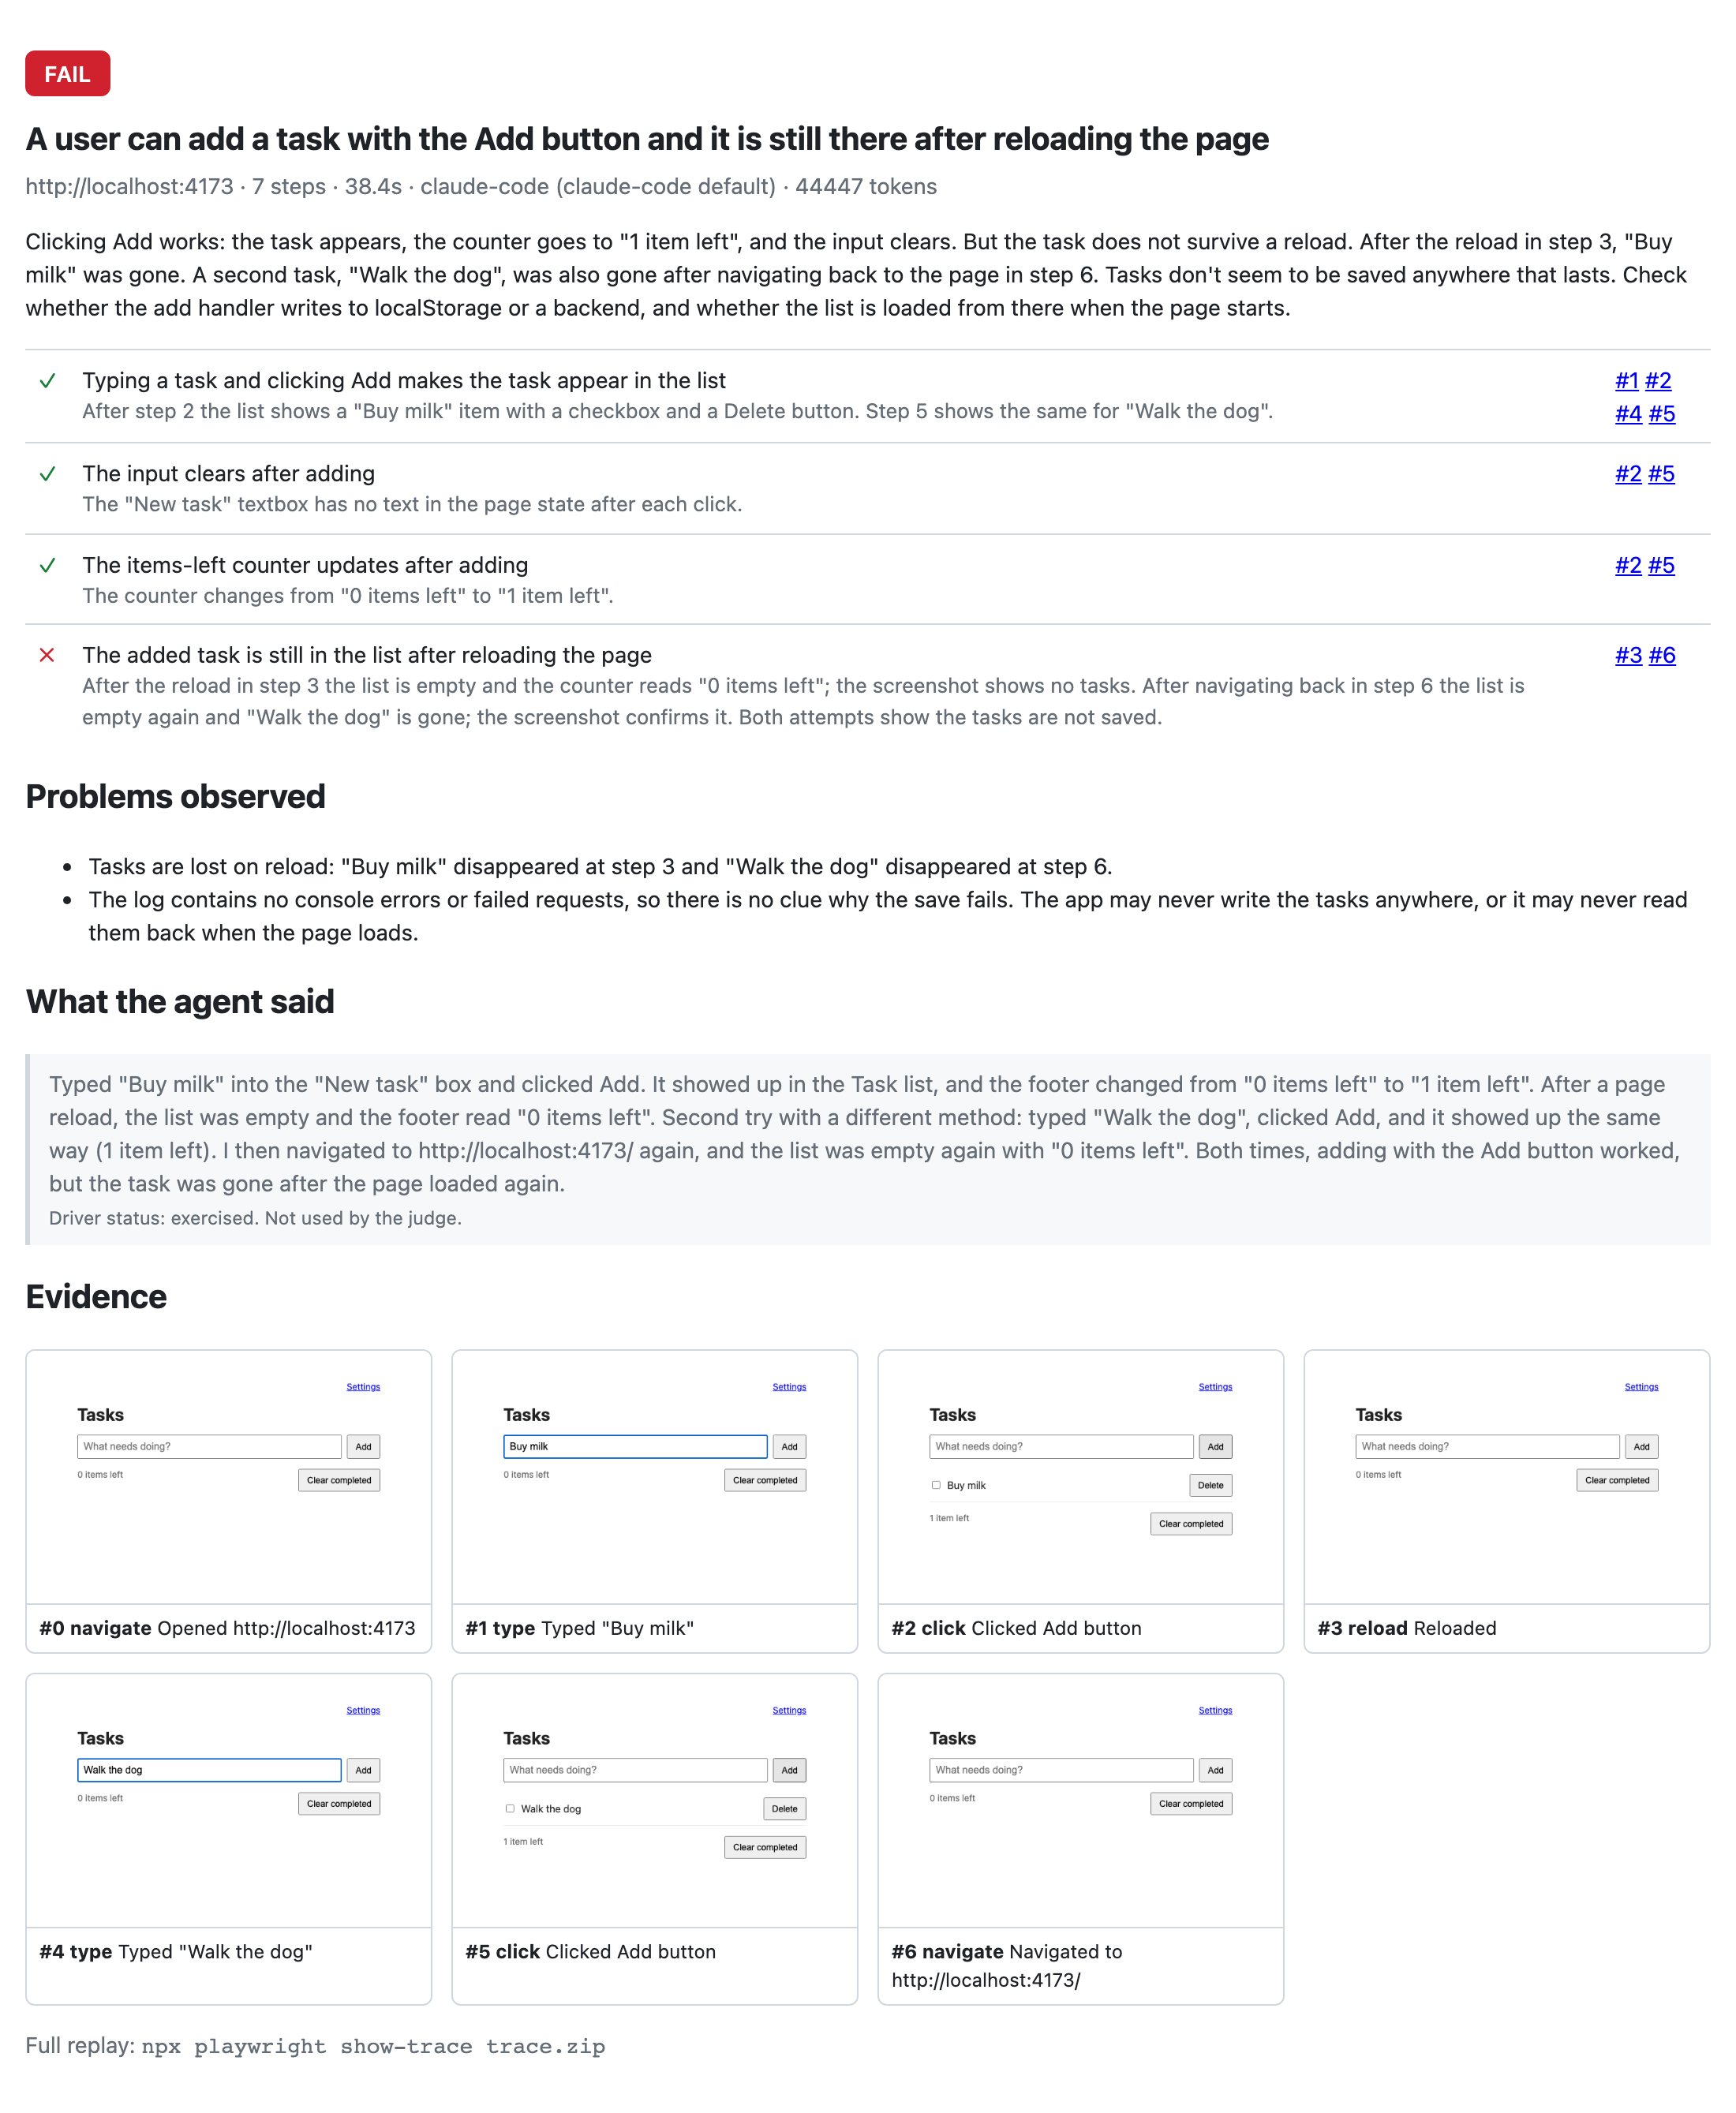 FAIL
A user can add a task with the Add button and it is still there after reloading the page
http://localhost:4173 · 7 steps · 38.4s · claude-code (claude-code default) · 44447 tokens
Clicking Add works: the task appears, the counter goes to "1 item left", and the input clears. But the task does not survive a reload. After the reload in step 3, "Buy
milk" was gone. A second task, "Walk the dog", was also gone after navigating back to the page in step 6. Tasks don't seem to be saved anywhere that lasts. Check
whether the add handler writes to localStorage or a backend, and whether the list is loaded from there when the page starts.
Typing a task and clicking Add makes the task appear in the list
#1 #2
After step 2 the list shows a "Buy milk" item with a checkbox and a Delete button. Step 5 shows the same for "Walk the dog".
#4 #5
The input clears after adding
#2 #5
The "New task" textbox has no text in the page state after each click.
The items-left counter updates after adding
#2 #5
The counter changes from "0 items left" to "1 item left".
The added task is still in the list after reloading the page
#3 #6
After the reload in step 3 the list is empty and the counter reads "0 items left"; the screenshot shows no tasks. After navigating back in step 6 the list is
empty again and "Walk the dog" is gone; the screenshot confirms it. Both attempts show the tasks are not saved.
Problems observed
• Tasks are lost on reload: "Buy milk" disappeared at step 3 and "Walk the dog" disappeared at step 6.
• The log contains no console errors or failed requests, so there is no clue why the save fails. The app may never write the tasks anywhere, or it may never read
them back when the page loads.
What the agent said
Typed "Buy milk" into the "New task" box and clicked Add. It showed up in the Task list, and the footer changed from "0 items left" to "1 item left". After a page
reload, the list was empty and the footer read "0 items left". Second try with a different method: typed "Walk the dog", clicked Add, and it showed up the same
way (1 item left). I then navigated to http://localhost:4173/ again, and the list was empty again with "0 items left". Both times, adding with the Add button worked,
but the task was gone after the page loaded again.
Driver status: exercised. Not used by the judge.
Evidence
Settings
Tasks
What needs doing?
Add
0 items left
Clear completed
#0 navigate Opened http://localhost:4173
Settings
Tasks
Buy milk
Add
0 items left
Clear completed
#1 type Typed "Buy milk"
Settings
Tasks
What needs doing?
Add
Buy milk
Delete
1 item left
Clear completed
#2 click Clicked Add button
Settings
Tasks
What needs doing?
Add
0 items left
Clear completed
#3 reload Reloaded
Settings
Tasks
Walk the dog
Add
0 items left
Clear completed
#4 type Typed "Walk the dog"
Settings
Tasks
What needs doing?
Add
Walk the dog
Delete
1 item left
Clear completed
#5 click Clicked Add button
Settings
Tasks
What needs doing?
Add
0 items left
Clear completed
#6 navigate Navigated to
http://localhost:4173/
Full replay: npx playwright show-trace trace.zip